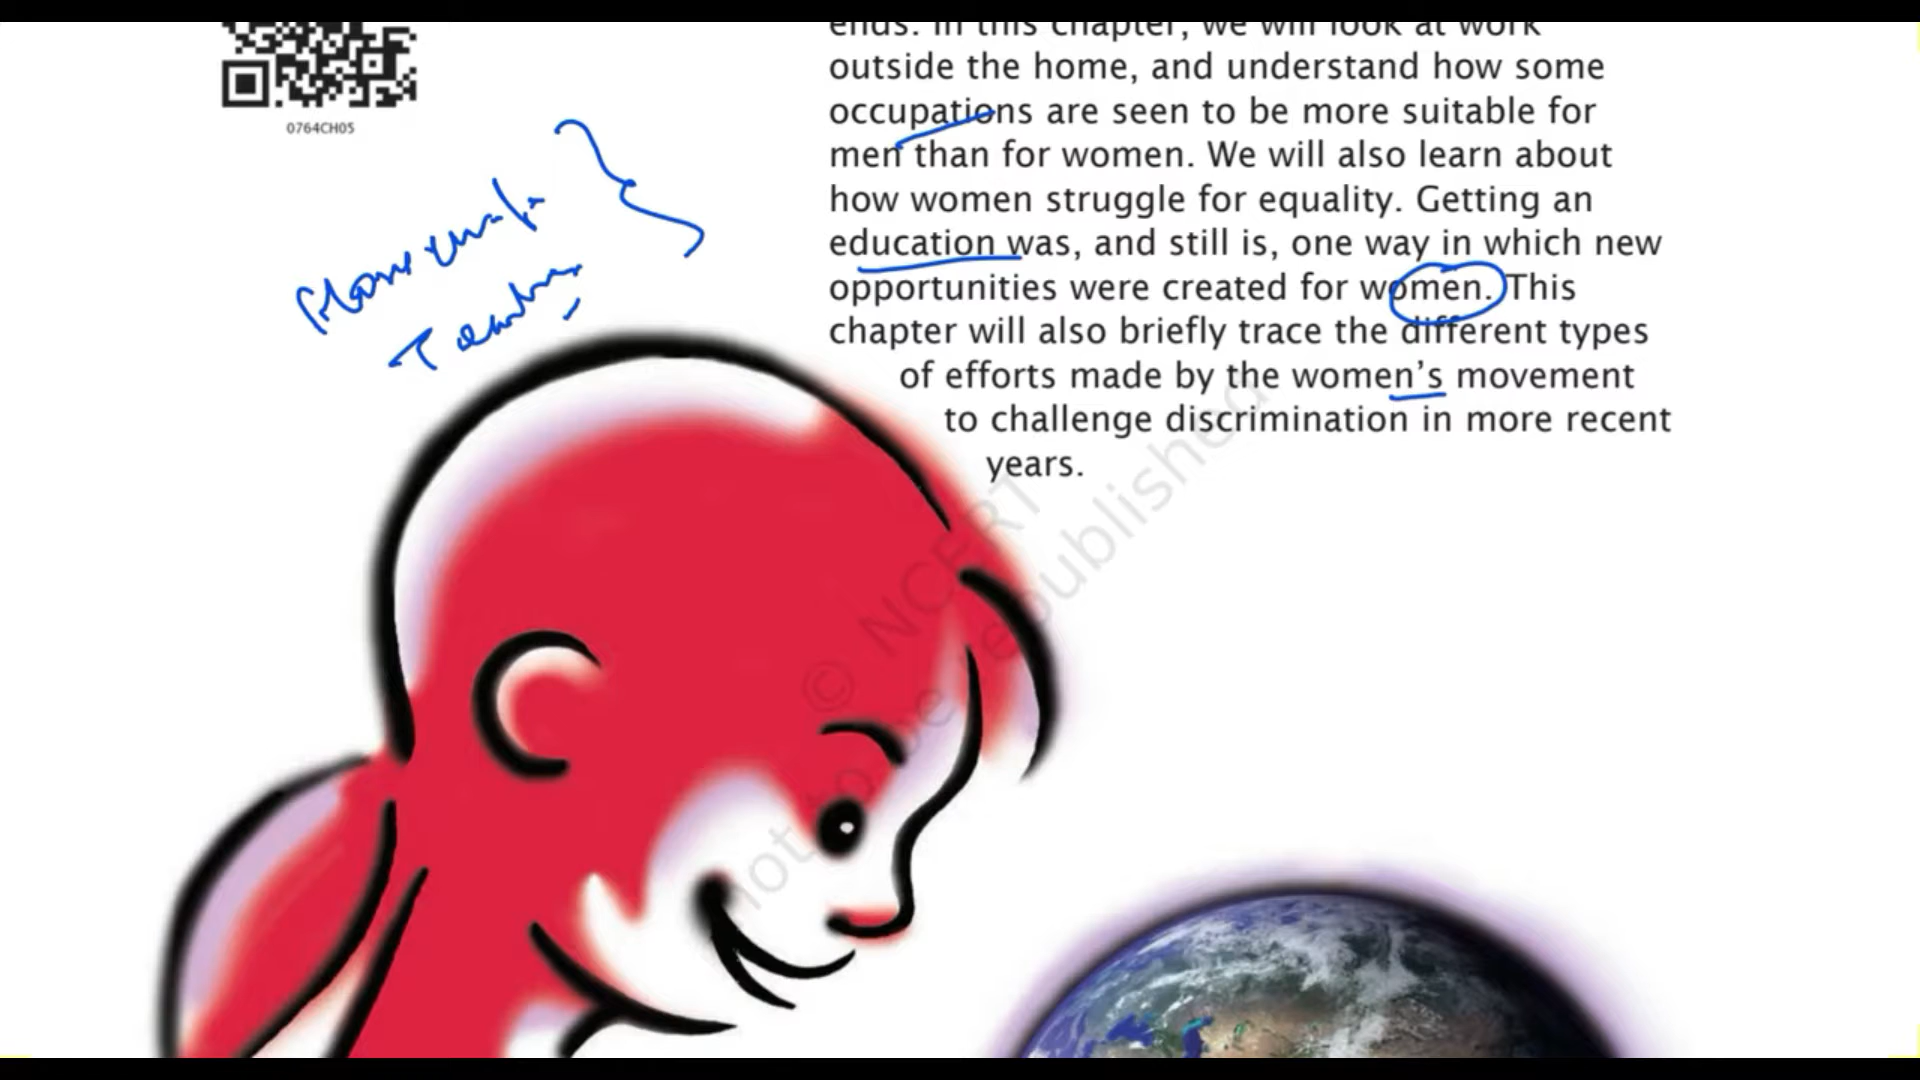 ends. In this chapter, we will look at work
outside the home, and understand how some
occupations are seen to be more suitable for
men than for women. We will also learn about
how women struggle for equality. Getting an
education was, and still is, one way in which new
opportunities were created for women. This
chapter will also briefly trace the different types
of efforts made by the women’s movement
to challenge discrimination in more recent
years.
0764CH05
© NCERT
not to be republished